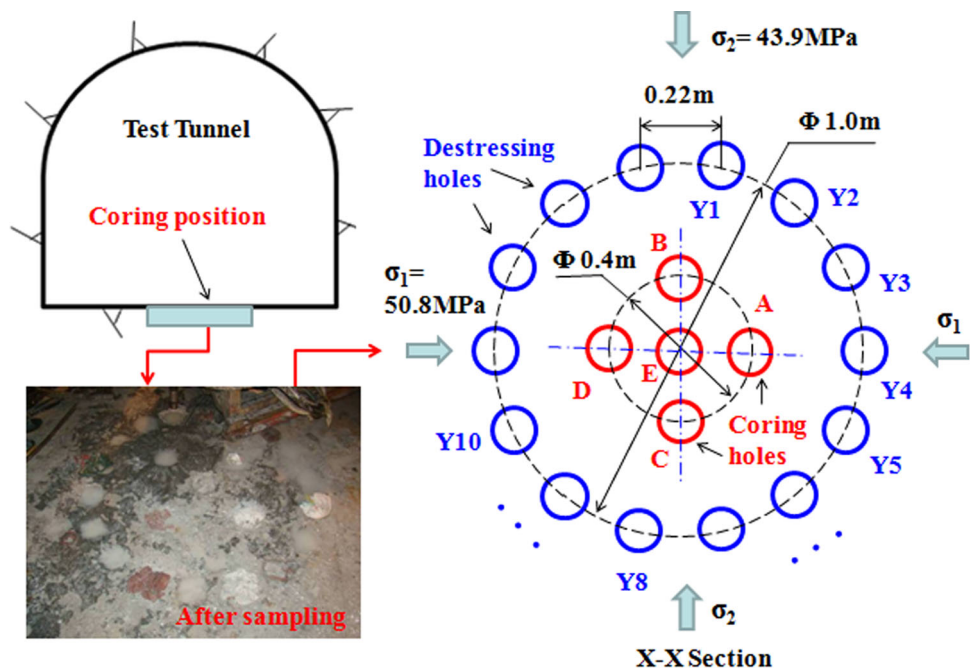 Test Tunnel
Coring position
After sampling
σ₂= 43.9MPa
0.22m
Φ 1.0m
Destressing
holes
Y1
Y2
B
Φ 0.4m
Y3
σ₁=
50.8MPa
A
σ₁
D
E
Y4
Y10
C
Coring
holes
Y5
Y8
σ₂
X-X Section